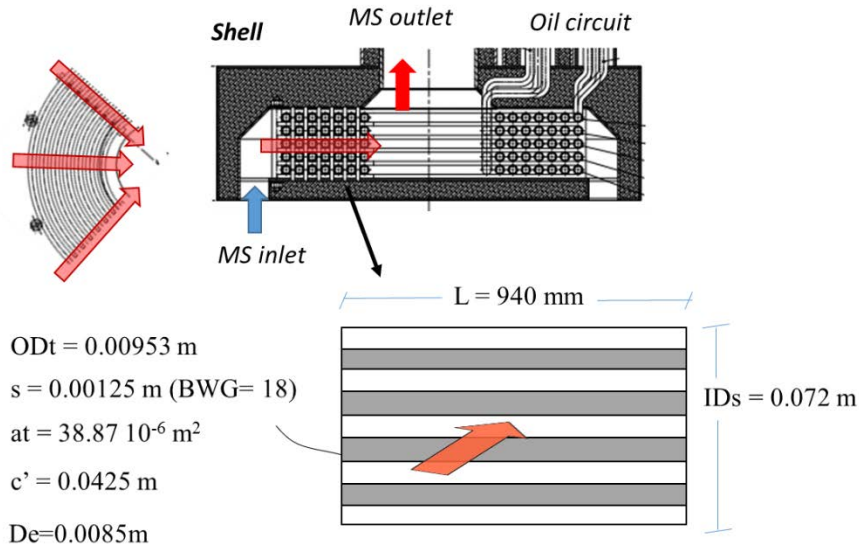 Shell
MS outlet
Oil circuit
MS inlet
L = 940 mm
ODt = 0.00953 m
s = 0.00125 m (BWG= 18)
at = 38.87 10⁻⁶ m²
c’ = 0.0425 m
De=0.0085m
IDs = 0.072 m